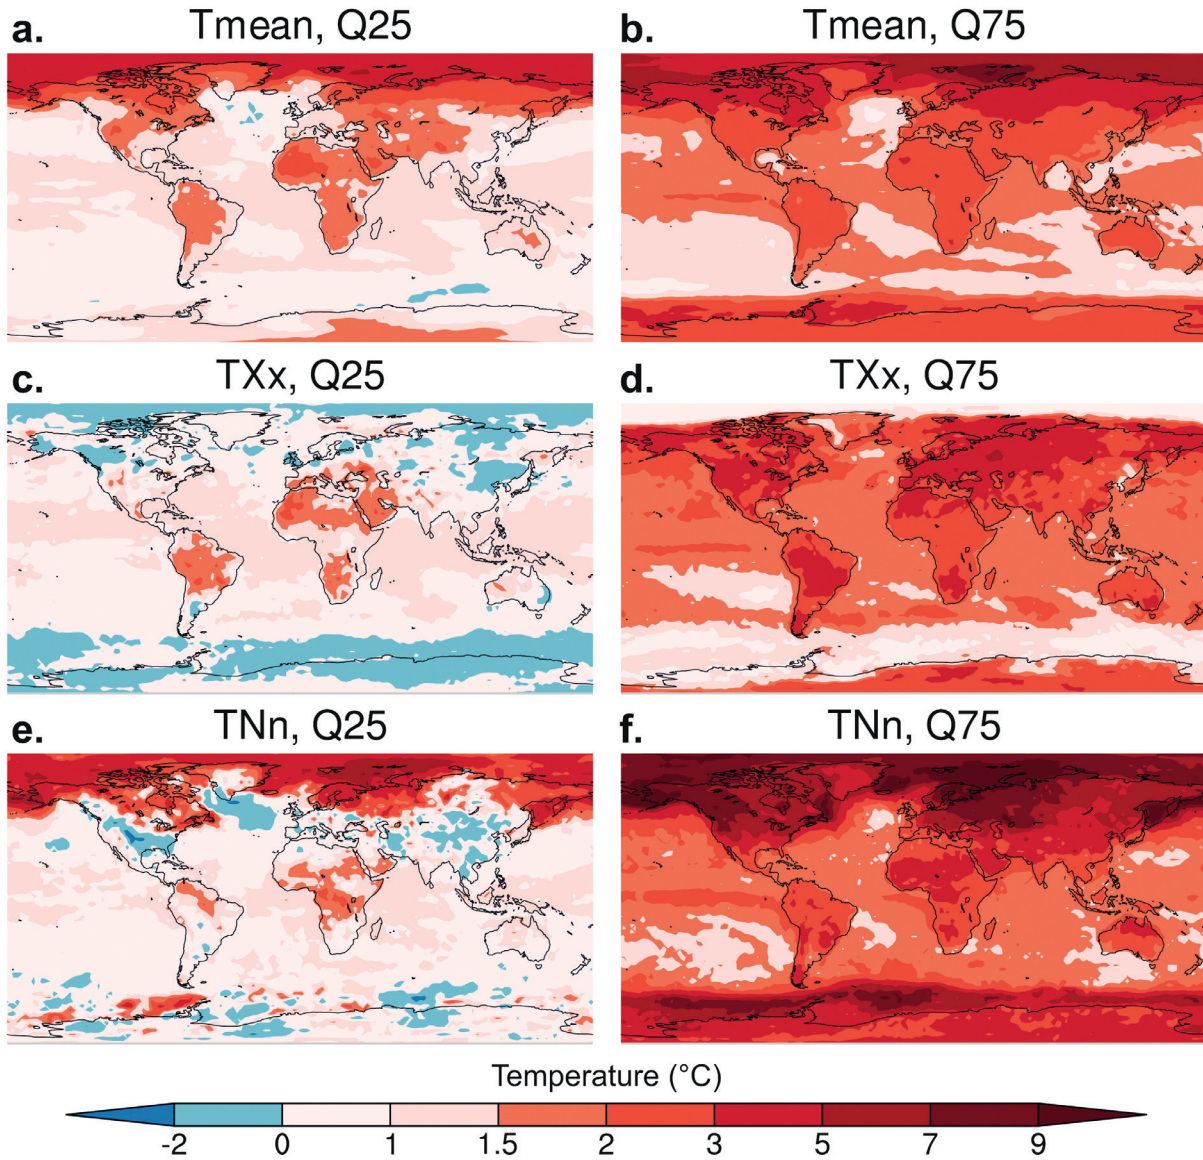 a. Tmean, Q25
b. Tmean, Q75
c. TXx, Q25
d. TXx, Q75
e. TNn, Q25
f. TNn, Q75
Temperature (°C)
-2 0 1 1.5 2 3 5 7 9